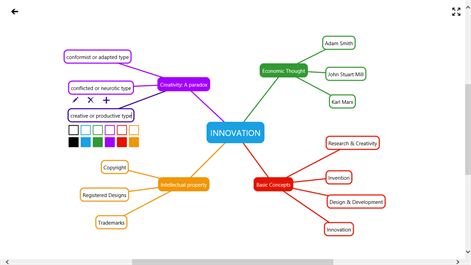 Adam Smith
conformist or adapted type
Economic Thought
John Stuart Mill
Creativity: A paradox
conflicted or neurotic type
Karl Marx
creative or productive type
INNOVATION
Research & Creativity
Copyright
Invention
Intellectual property
Basic Concepts
Registered Designs
Design & Development
Trademarks
Innovation